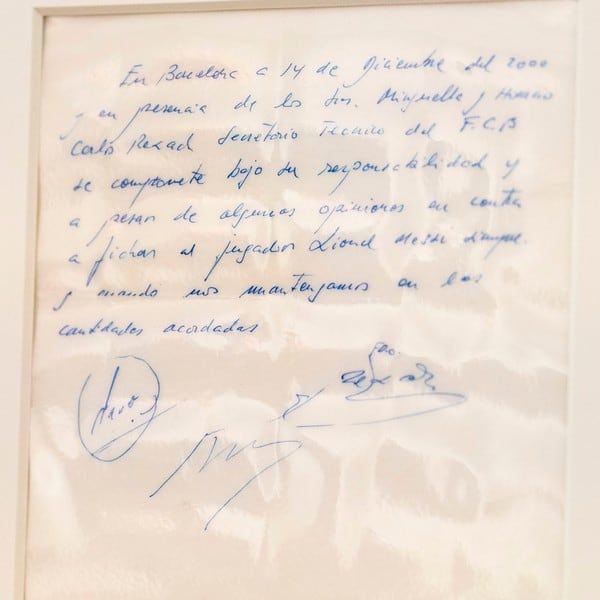 En Barcelona a 14 de Diciembre del 2000
y en presencia de los Sres. Minguella y Horacio
Carlos Rexach Secretario Técnico del F.C.B
se compromete bajo su responsabilidad y
a pesar de algunas opiniones en contra
a fichar al jugador Lionel Messi siempre
y cuando nos mantengamos en las
cantidades acordadas